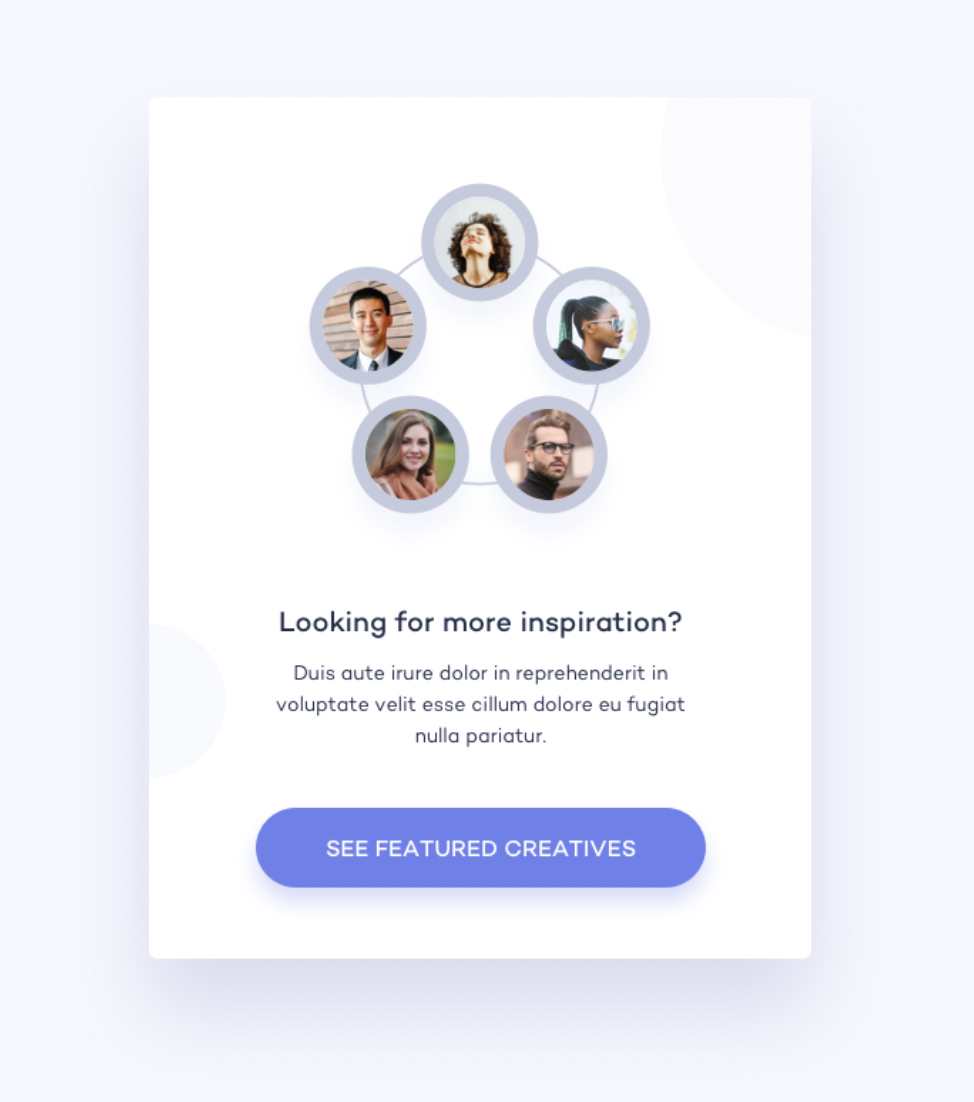 Looking for more inspiration?
Duis aute irure dolor in reprehenderit in
voluptate velit esse cillum dolore eu fugiat
nulla pariatur.
SEE FEATURED CREATIVES